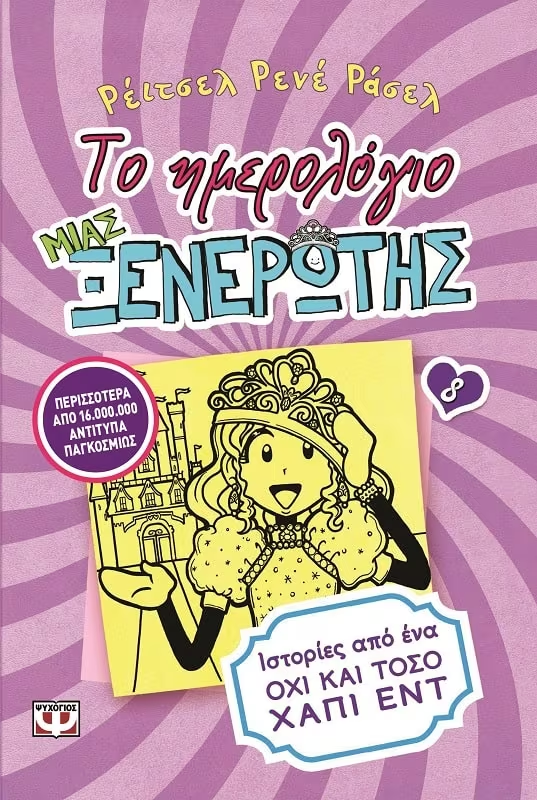 Ρέιτσελ Ρενέ Ράσελ
Το ημερολόγιο
ΜΙΑΣ
ΞΕΝΕΡΩΤΗΣ
ΠΕΡΙΣΣΟΤΕΡΑ
ΑΠΟ 16.000.000
ΑΝΤΙΤΥΠΑ
ΠΑΓΚΟΣΜΙΩΣ
8
Ιστορίες από ένα
ΟΧΙ ΚΑΙ ΤΟΣΟ
ΧΑΠΙ ΕΝΤ
ΨΥΧΟΓΙΟΣ